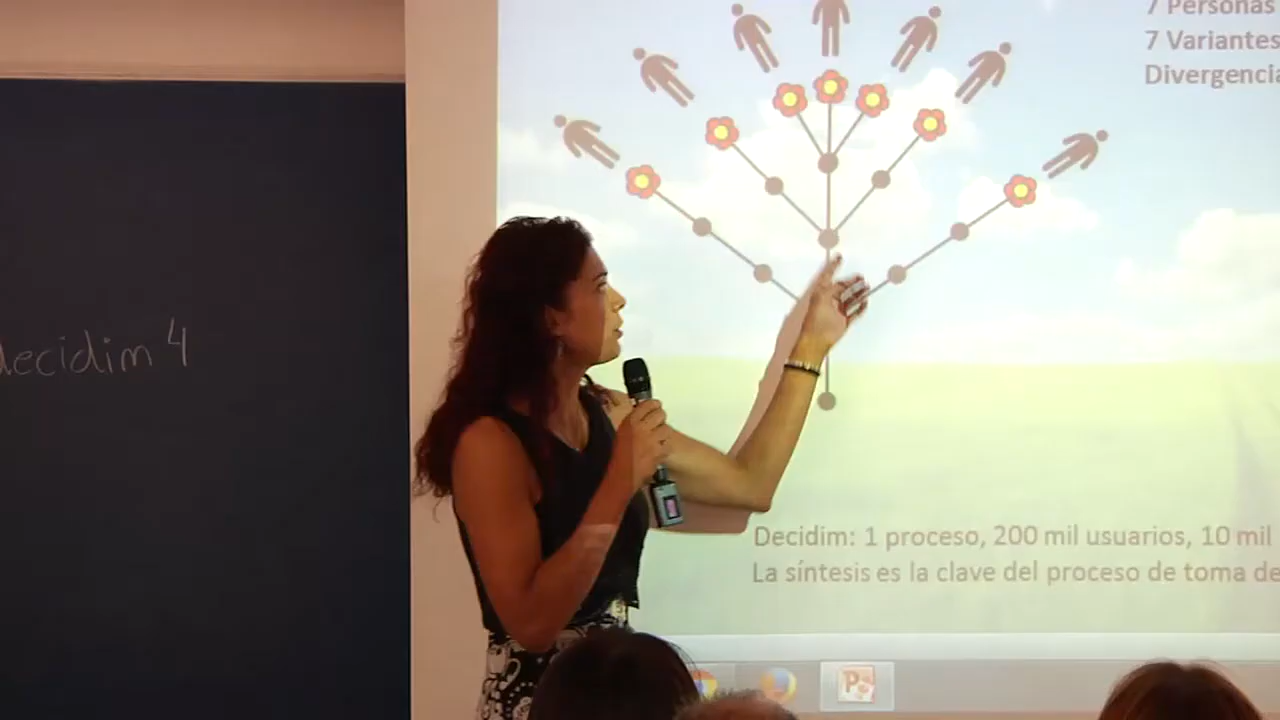 decidim 4
7 Personas
7 Variantes
Divergencia
Decidim: 1 proceso, 200 mil usuarios, 10 mil
La síntesis es la clave del proceso de toma de